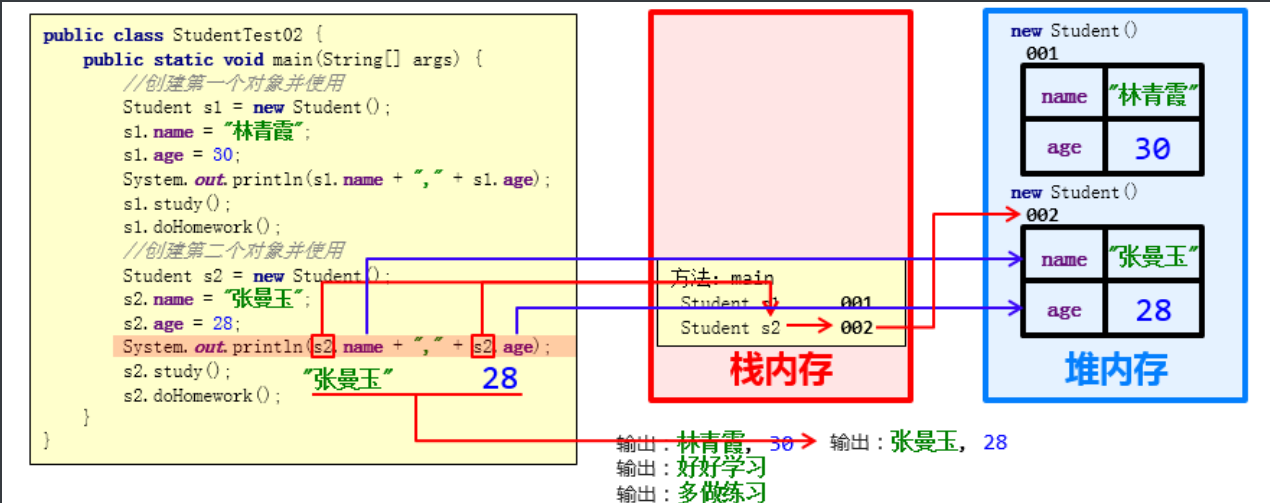 public class StudentTest02 {
public static void main(String[] args) {
//创建第一个对象并使用
Student s1 = new Student();
s1.name = "林青霞";
s1.age = 30;
System.out.println(s1.name + "," + s1.age);
s1.study();
s1.doHomework();
//创建第二个对象并使用
Student s2 = new Student();
s2.name = "张曼玉";
s2.age = 28;
System.out.println(s2.name + "," + s2.age);
s2.study();
s2.doHomework();
}
}
"张曼玉" 28
方法: main
Student s1 001
Student s2 002
栈内存
new Student()
001
name "林青霞"
age 30
new Student()
002
name "张曼玉"
age 28
堆内存
输出：林青霞, 30
输出：好好学习
输出：多做练习
输出：张曼玉, 28